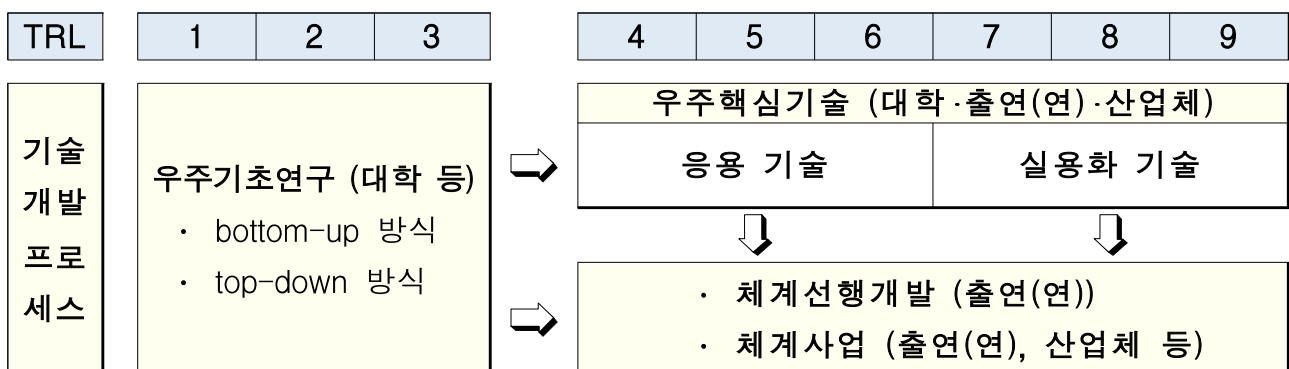 TRL 1 2 3 4 5 6 7 8 9
기술
개발
프로
세스
우주기초연구 (대학 등)
· bottom-up 방식
· top-down 방식
우주핵심기술 (대학·출연(연)·산업체)
응용 기술 실용화 기술
· 체계선행개발 (출연(연))
· 체계사업 (출연(연), 산업체 등)